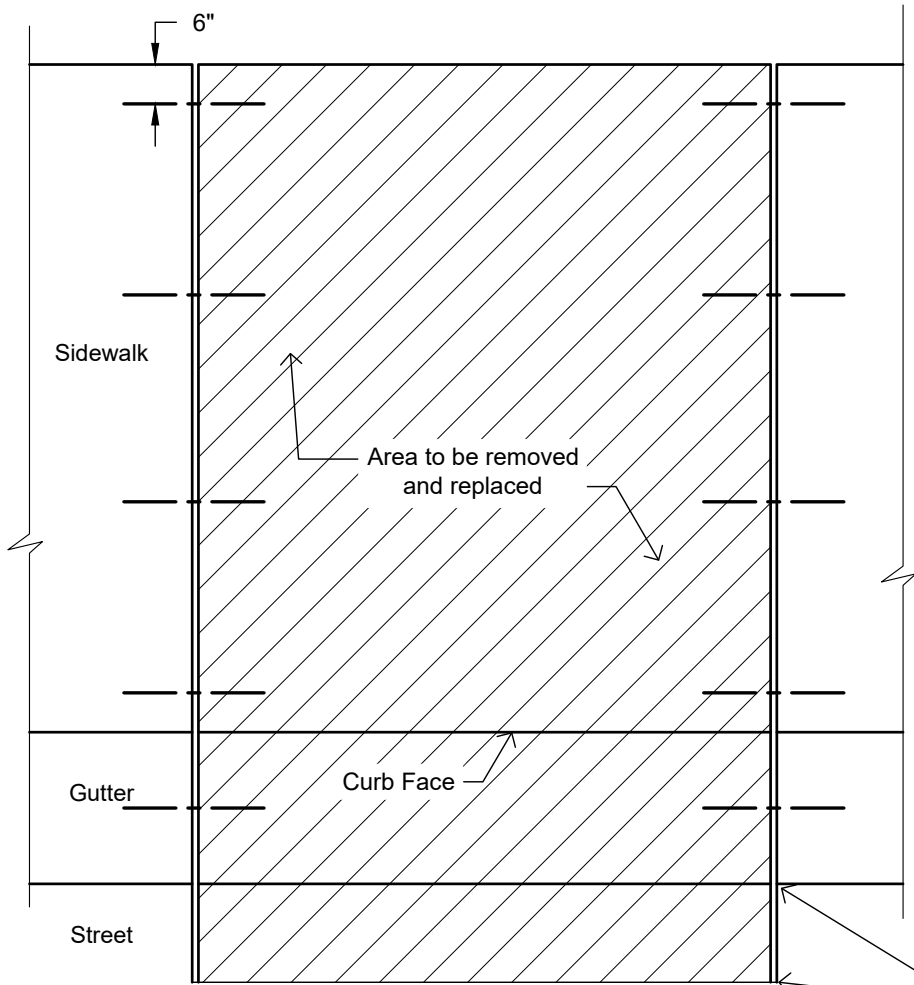 6"
Sidewalk
Area to be removed
and replaced
Curb Face
Gutter
Street